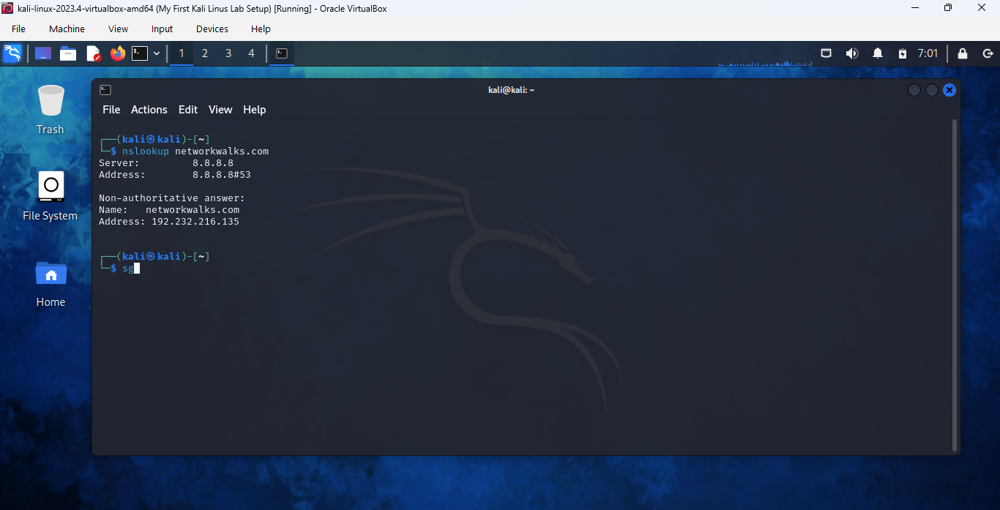 kali-linux-2023.4-virtualbox-amd64 (My First Kali Linus Lab Setup) [Running] - Oracle VirtualBox
File Machine View Input Devices Help
1 2 3 4 7:01
kali@kali: ~
File Actions Edit View Help
Trash
File System
Home
┌──(kali㉿kali)-[~]
└─$ nslookup networkwalks.com
Server:         8.8.8.8
Address:        8.8.8.8#53
Non-authoritative answer:
Name:   networkwalks.com
Address: 192.232.216.135
┌──(kali㉿kali)-[~]
└─$ sg